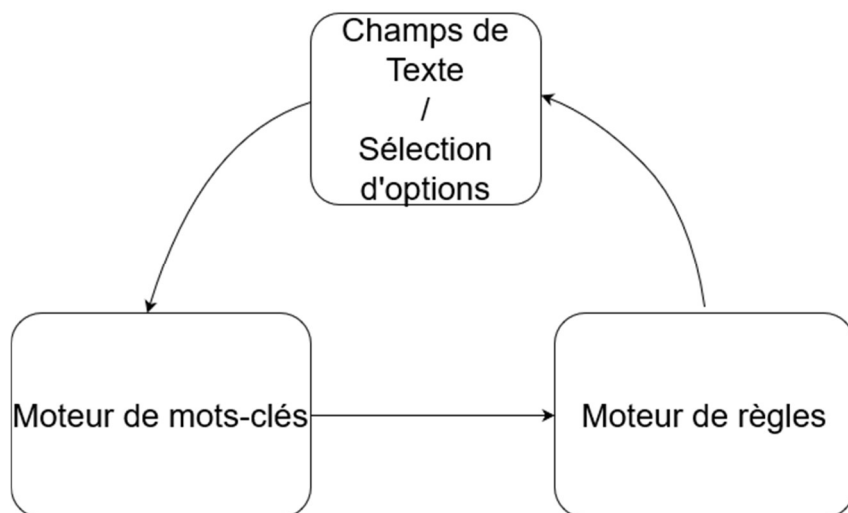 Champs de
Texte
/
Sélection
d'options
Moteur de mots-clés
Moteur de règles